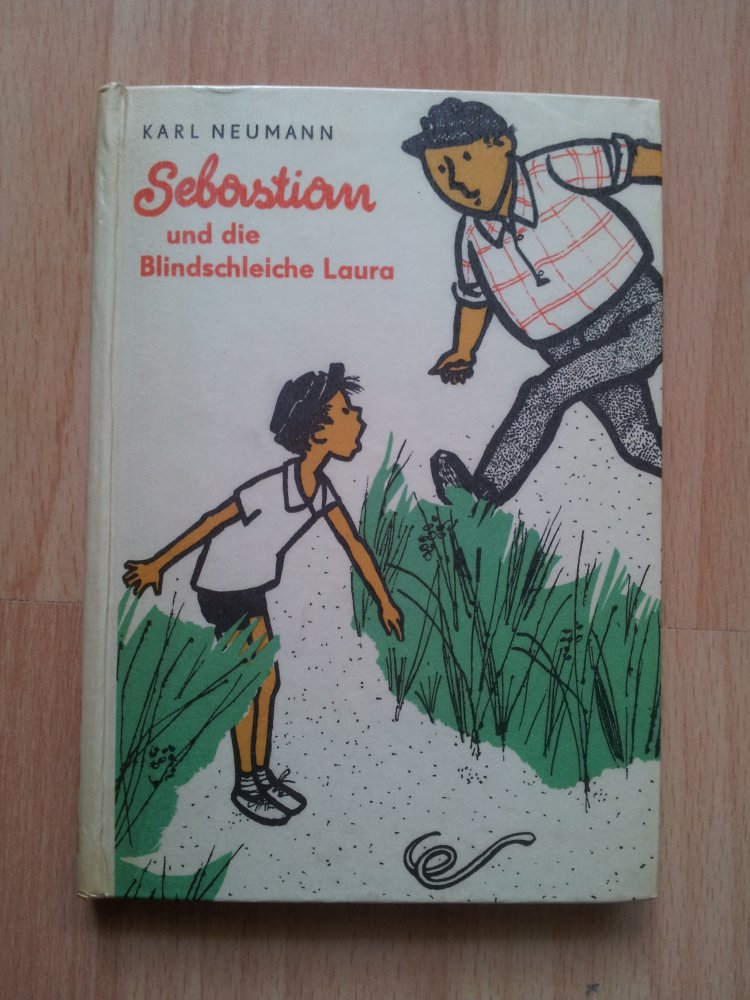 KARL NEUMANN
Sebastian
und die
Blindschleiche Laura